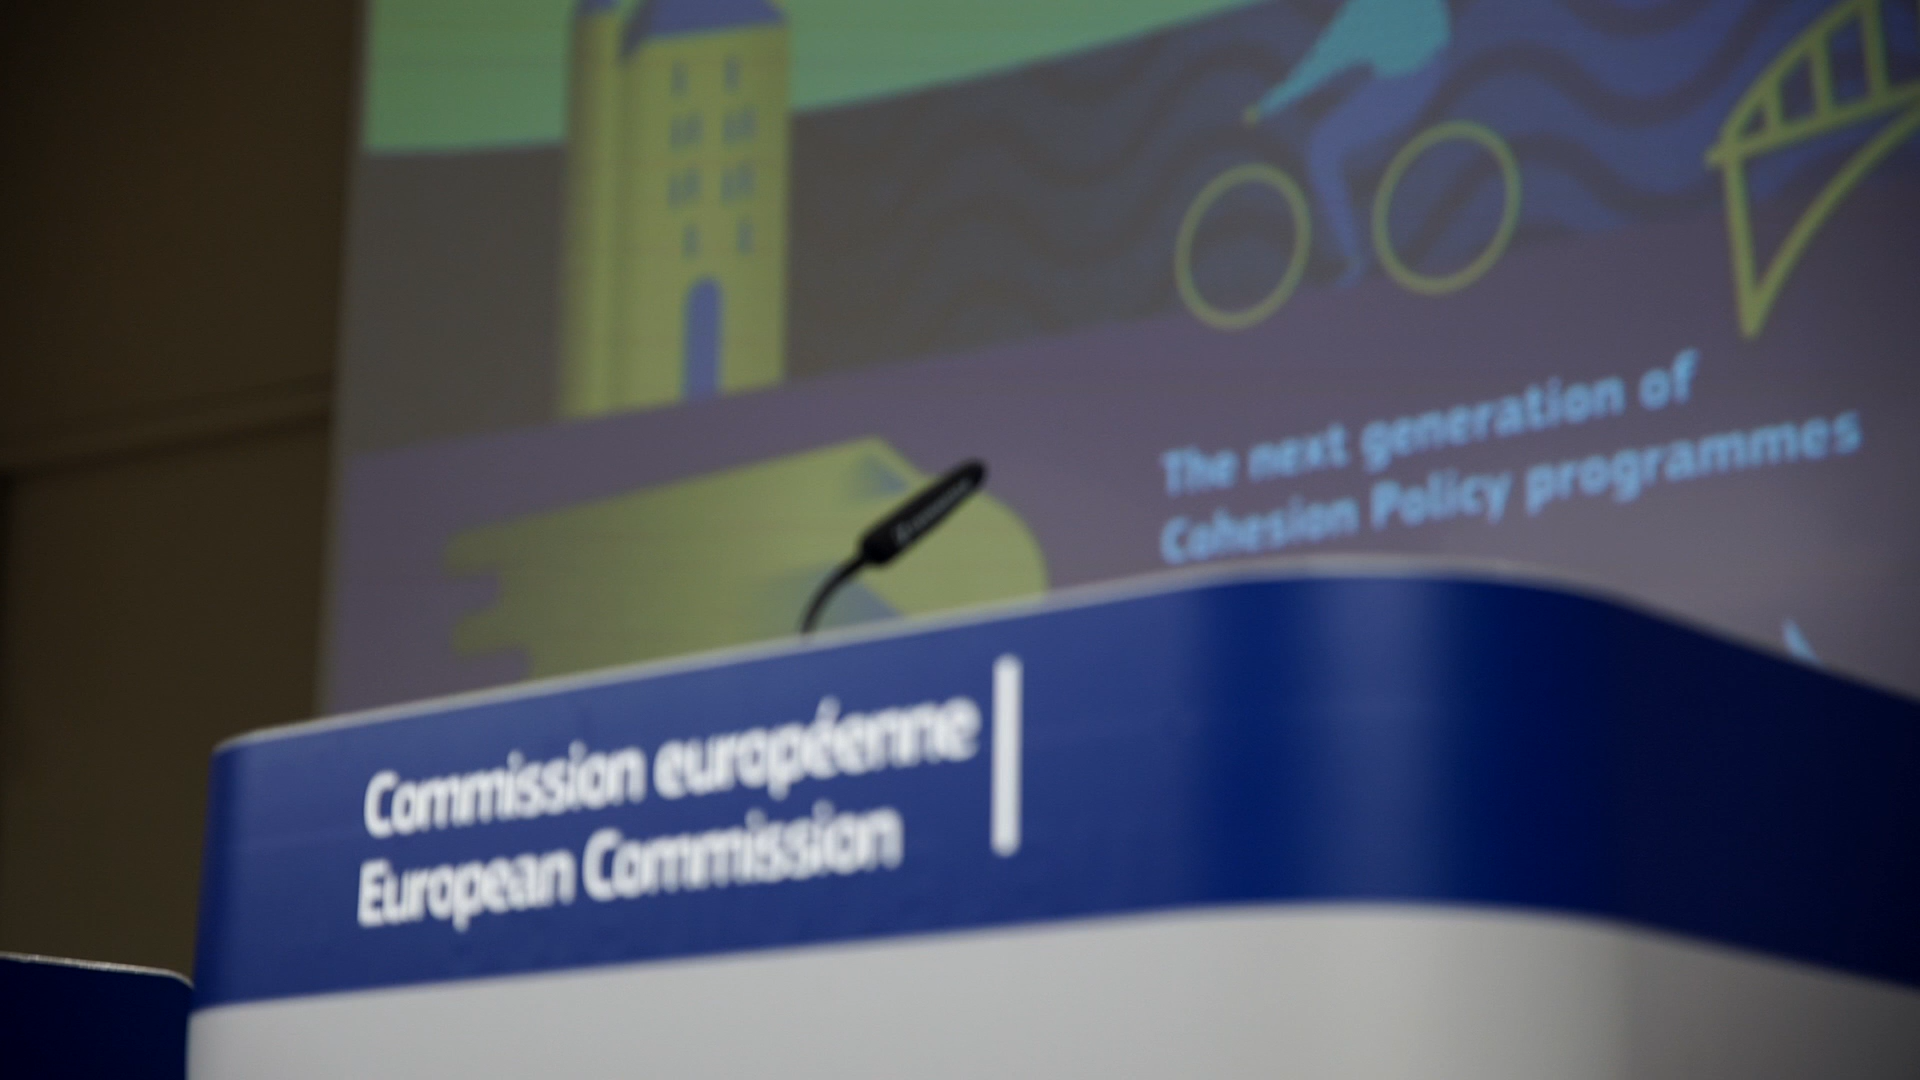 The next generation of
Cohesion Policy programmes
Commission européenne
European Commission